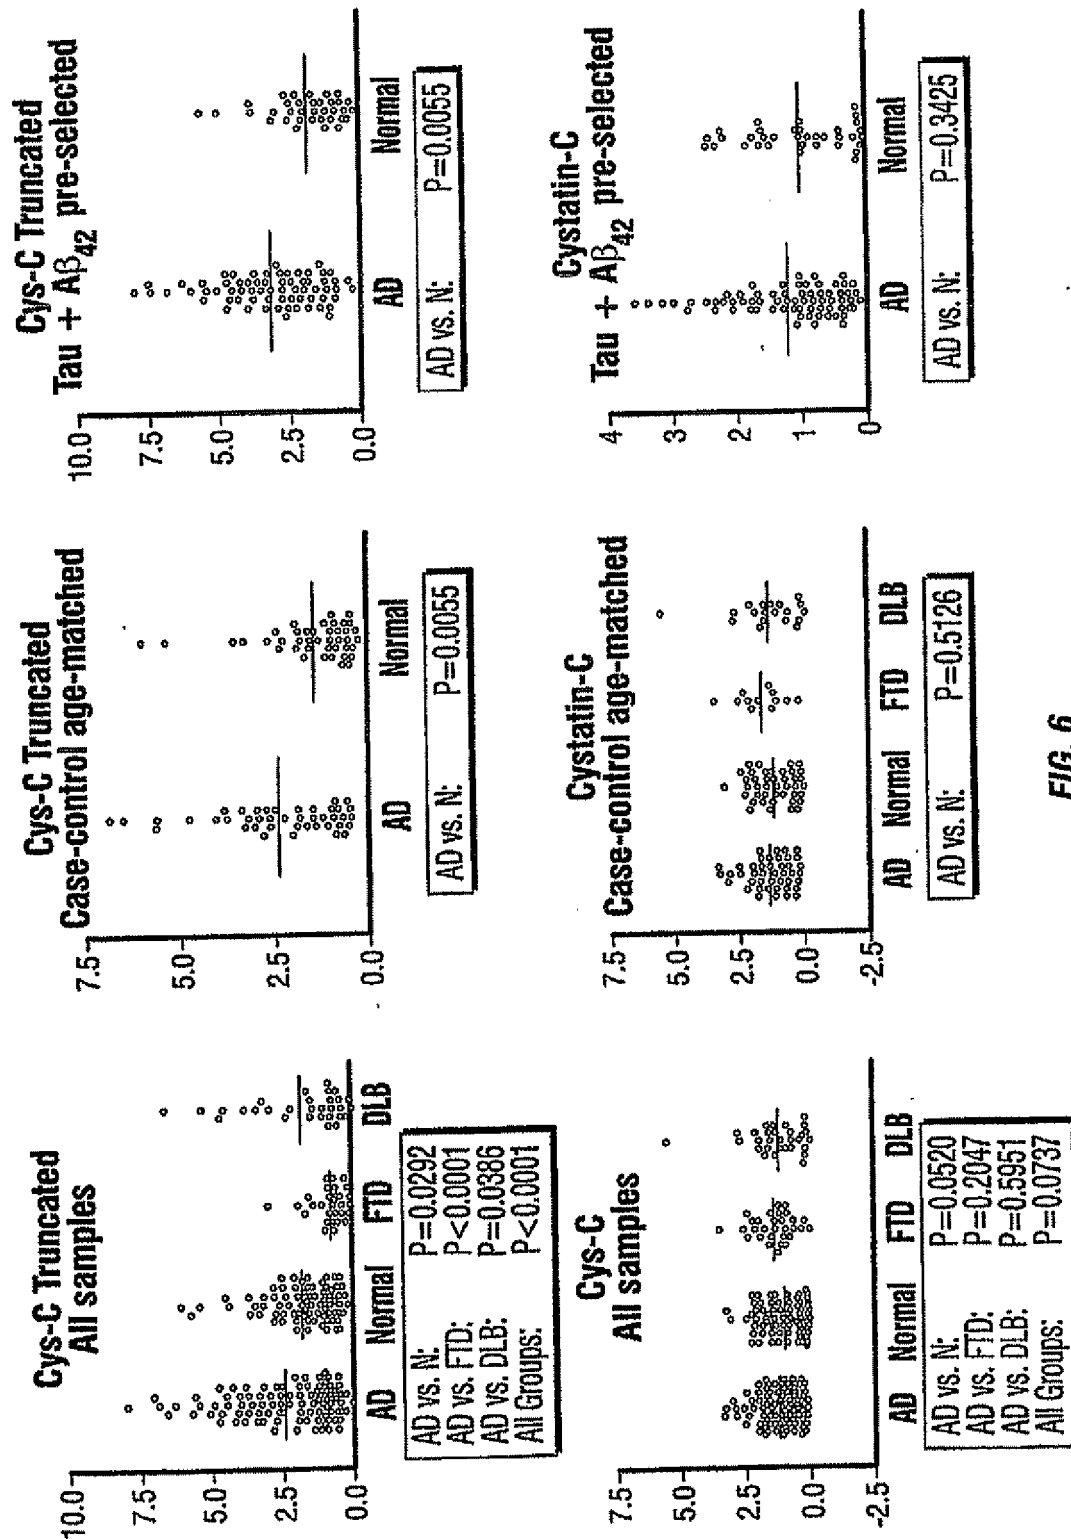 Cys-C Truncated
All samples
10.0
7.5
5.0
2.5
0.0
AD Normal FTD DLB
AD vs. N: P=0.0292
AD vs. FTD: P<0.0001
AD vs. DLB: P=0.0386
All Groups: P<0.0001
Cys-C Truncated
Case-control age-matched
7.5
5.0
2.5
0.0
AD Normal
AD vs. N: P=0.0055
Cys-C Truncated
Tau + Aβ42 pre-selected
10.0
7.5
5.0
2.5
0.0
AD Normal
AD vs. N: P=0.0055
Cys-C
All samples
7.5
5.0
2.5
0.0
-2.5
AD Normal FTD DLB
AD vs. N: P=0.0520
AD vs. FTD: P=0.2047
AD vs. DLB: P=0.5951
All Groups: P=0.0737
Cystatin-C
Case-control age-matched
7.5
5.0
2.5
0.0
-2.5
AD Normal FTD DLB
AD vs. N: P=0.5126
Cystatin-C
Tau + Aβ42 pre-selected
4
3
2
1
0
AD Normal
AD vs. N: P=0.3425
FIG. 6